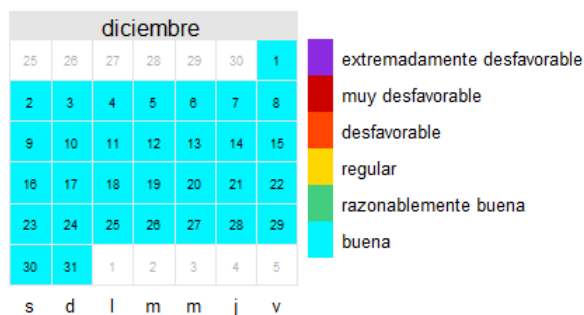 diciembre
25 26 27 28 29 30 1
2 3 4 5 6 7 8
9 10 11 12 13 14 15
16 17 18 19 20 21 22
23 24 25 26 27 28 29
30 31 1 2 3 4 5
s d l m m j v
extremadamente desfavorable
muy desfavorable
desfavorable
regular
razonablemente buena
buena